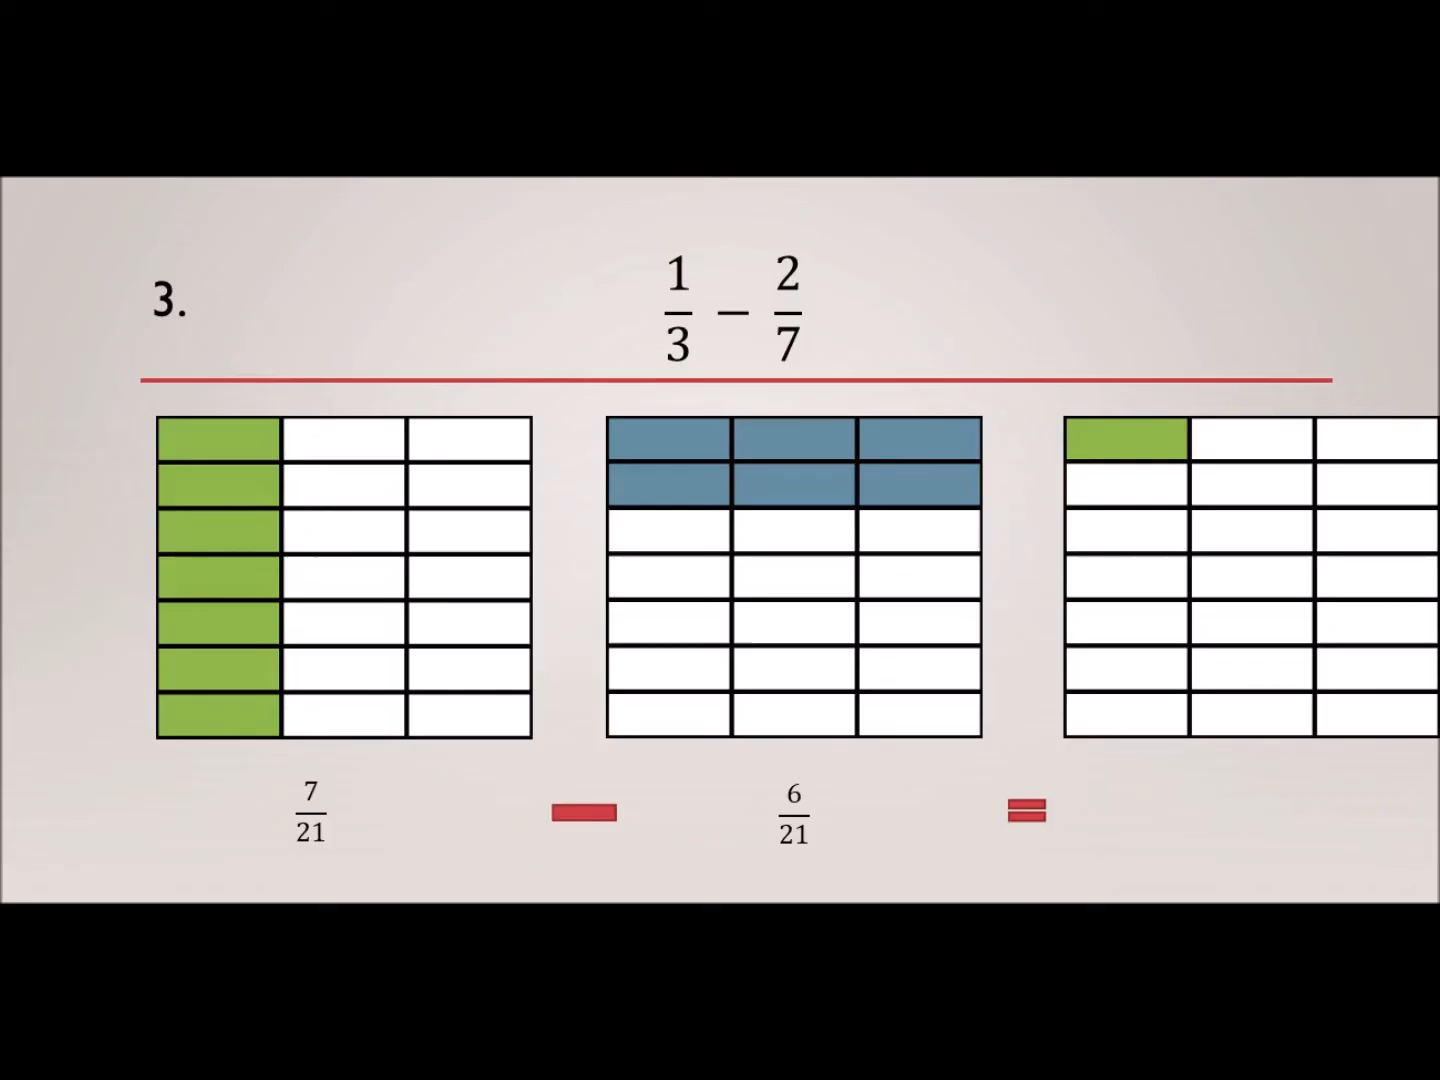 3.
1/3 − 2/7
7/21 − 6/21 =